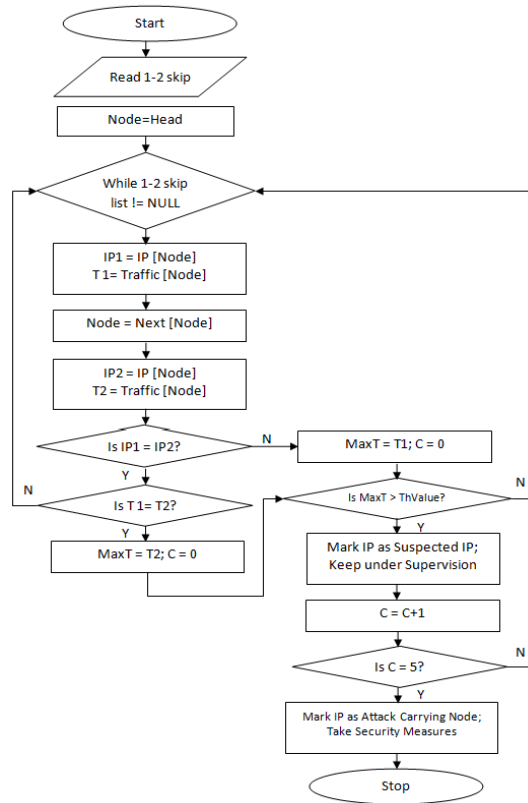 Start
Read 1-2 skip
Node=Head
While 1-2 skip
list != NULL
IP1 = IP [Node]
T 1= Traffic [Node]
Node = Next [Node]
IP2 = IP [Node]
T2 = Traffic [Node]
Is IP1 = IP2?
N
MaxT = T1; C = 0
Y
N
Is T 1= T2?
Is MaxT > ThValue?
N
Y
Y
MaxT = T2; C = 0
Mark IP as Suspected IP;
Keep under Supervision
C = C+1
Is C = 5?
N
Y
Mark IP as Attack Carrying Node;
Take Security Measures
Stop